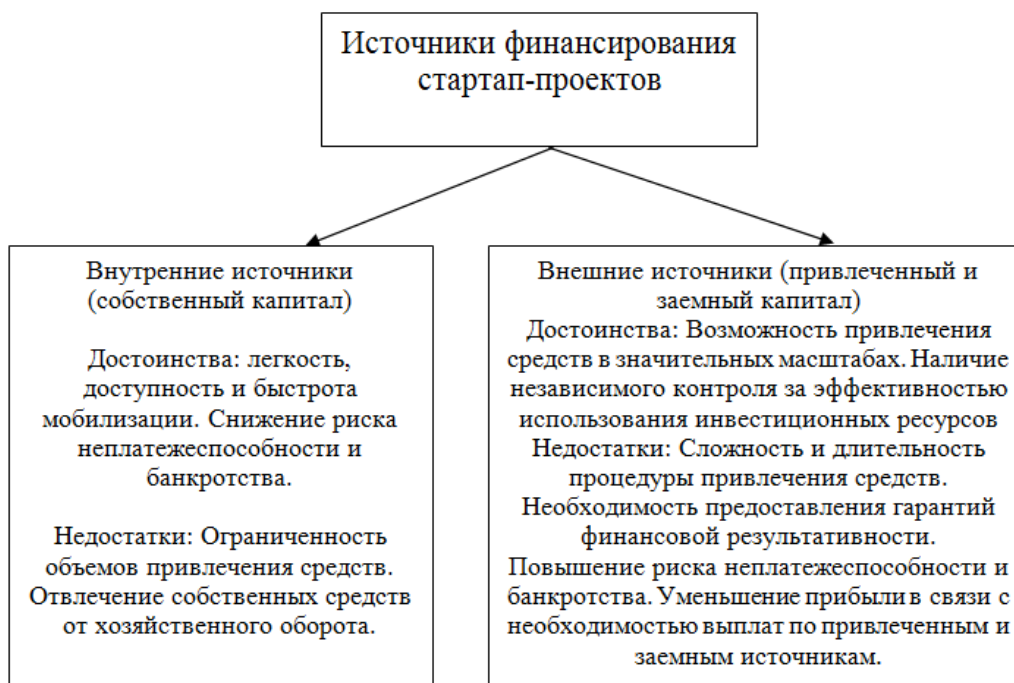 Источники финансирования
стартап-проектов
Внутренние источники
(собственный капитал)
Достоинства: легкость,
доступность и быстрота
мобилизации. Снижение риска
неплатежеспособности и
банкротства.
Недостатки: Ограниченность
объемов привлечения средств.
Отвлечение собственных средств
от хозяйственного оборота.
Внешние источники (привлеченный и
заемный капитал)
Достоинства: Возможность привлечения
средств в значительных масштабах. Наличие
независимого контроля за эффективностью
использования инвестиционных ресурсов
Недостатки: Сложность и длительность
процедуры привлечения средств.
Необходимость предоставления гарантий
финансовой результативности.
Повышение риска неплатежеспособности и
банкротства. Уменьшение прибыли в связи с
необходимостью выплат по привлеченным и
заемным источникам.